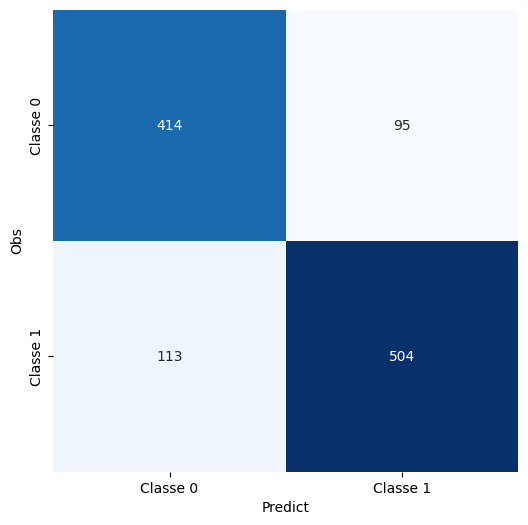 Classe 0
414
95
Obs
Classe 1
113
504
Classe 0
Classe 1
Predict